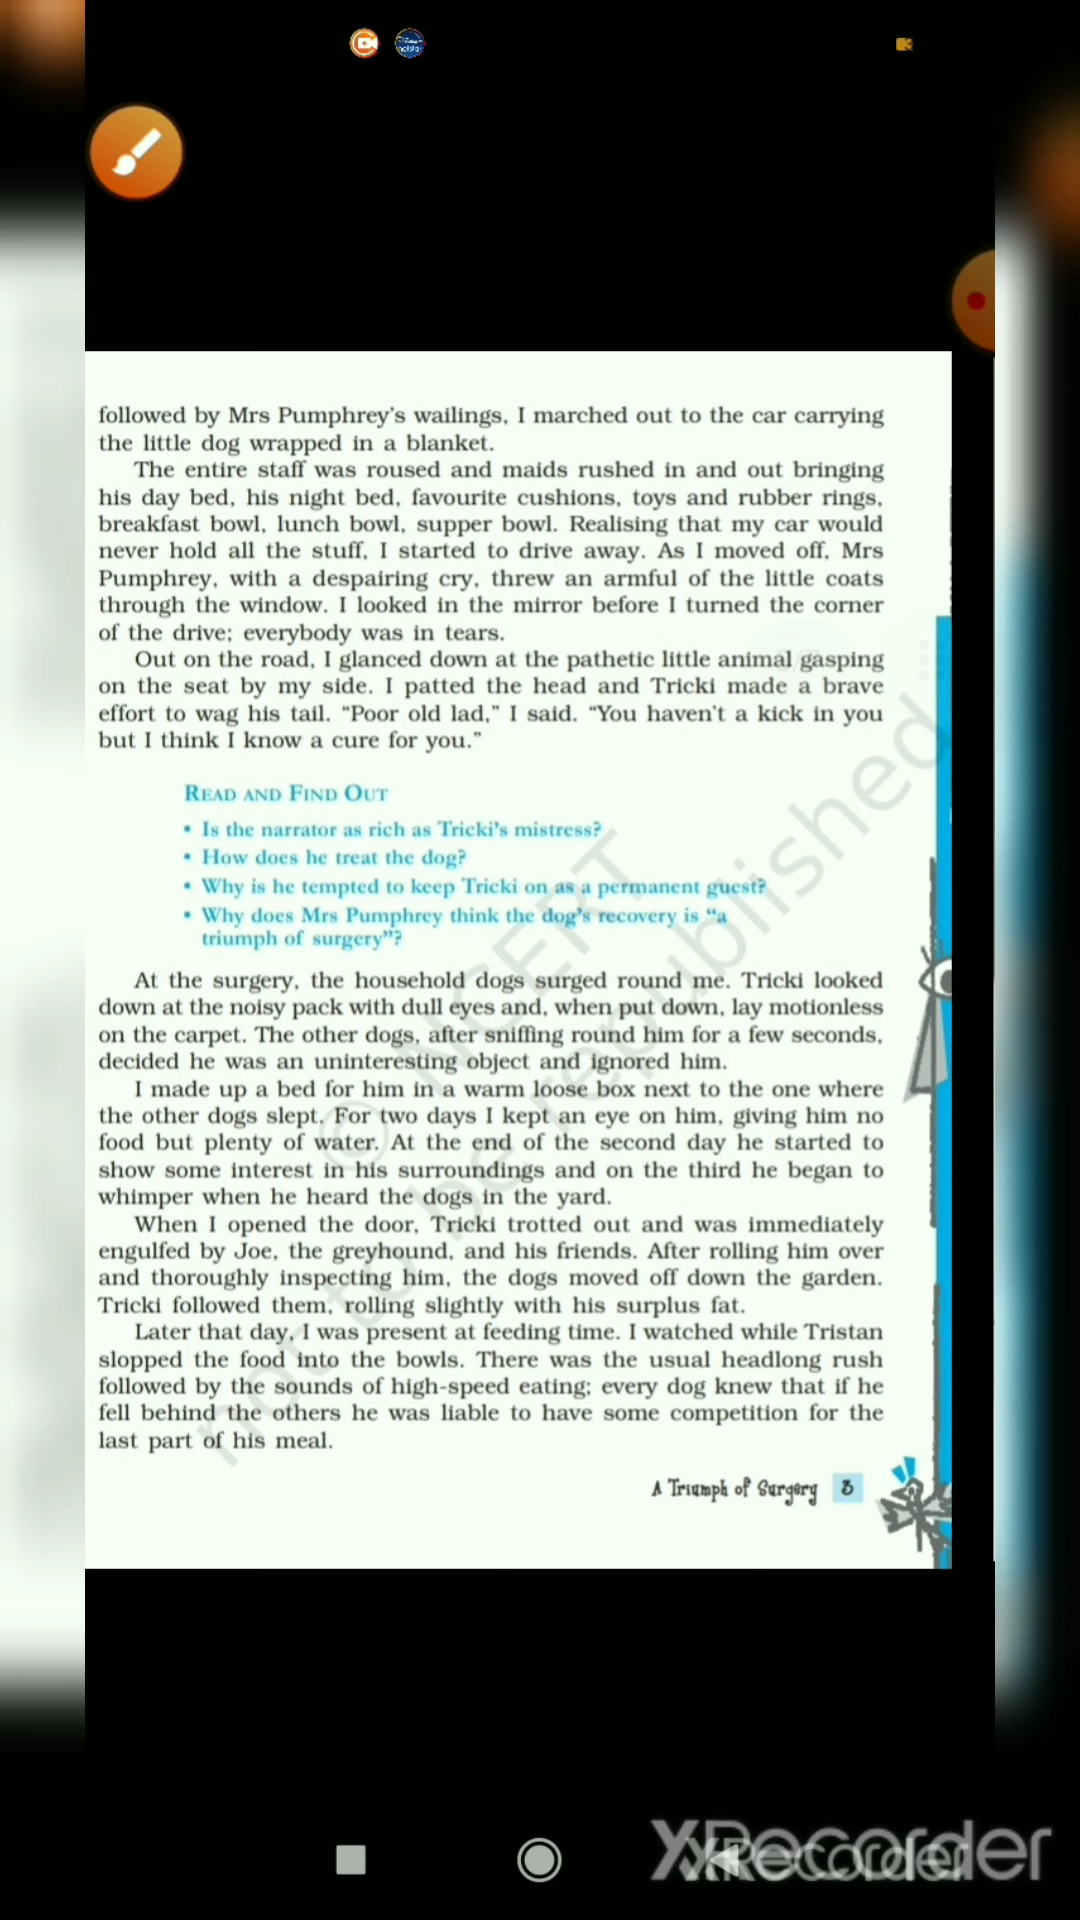 followed by Mrs Pumphrey's wailings, I marched out to the car carrying
the little dog wrapped in a blanket.
The entire staff was roused and maids rushed in and out bringing
his day bed, his night bed, favourite cushions, toys and rubber rings,
breakfast bowl, lunch bowl, supper bowl. Realising that my car would
never hold all the stuff, I started to drive away. As I moved off, Mrs
Pumphrey, with a despairing cry, threw an armful of the little coats
through the window. I looked in the mirror before I turned the corner
of the drive; everybody was in tears.
Out on the road, I glanced down at the pathetic little animal gasping
on the seat by my side. I patted the head and Tricki made a brave
effort to wag his tail. “Poor old lad,” I said. “You haven't a kick in you
but I think I know a cure for you.”
READ AND FIND OUT
• Is the narrator as rich as Tricki's mistress?
• How does he treat the dog?
• Why is he tempted to keep Tricki on as a permanent guest?
• Why does Mrs Pumphrey think the dog's recovery is “a
triumph of surgery”?
At the surgery, the household dogs surged round me. Tricki looked
down at the noisy pack with dull eyes and, when put down, lay motionless
on the carpet. The other dogs, after sniffing round him for a few seconds,
decided he was an uninteresting object and ignored him.
I made up a bed for him in a warm loose box next to the one where
the other dogs slept. For two days I kept an eye on him, giving him no
food but plenty of water. At the end of the second day he started to
show some interest in his surroundings and on the third he began to
whimper when he heard the dogs in the yard.
When I opened the door, Tricki trotted out and was immediately
engulfed by Joe, the greyhound, and his friends. After rolling him over
and thoroughly inspecting him, the dogs moved off down the garden.
Tricki followed them, rolling slightly with his surplus fat.
Later that day, I was present at feeding time. I watched while Tristan
slopped the food into the bowls. There was the usual headlong rush
followed by the sounds of high-speed eating; every dog knew that if he
fell behind the others he was liable to have some competition for the
last part of his meal.
© NCERT
not to be republished
A Triumph of Surgery 3
XRecorder